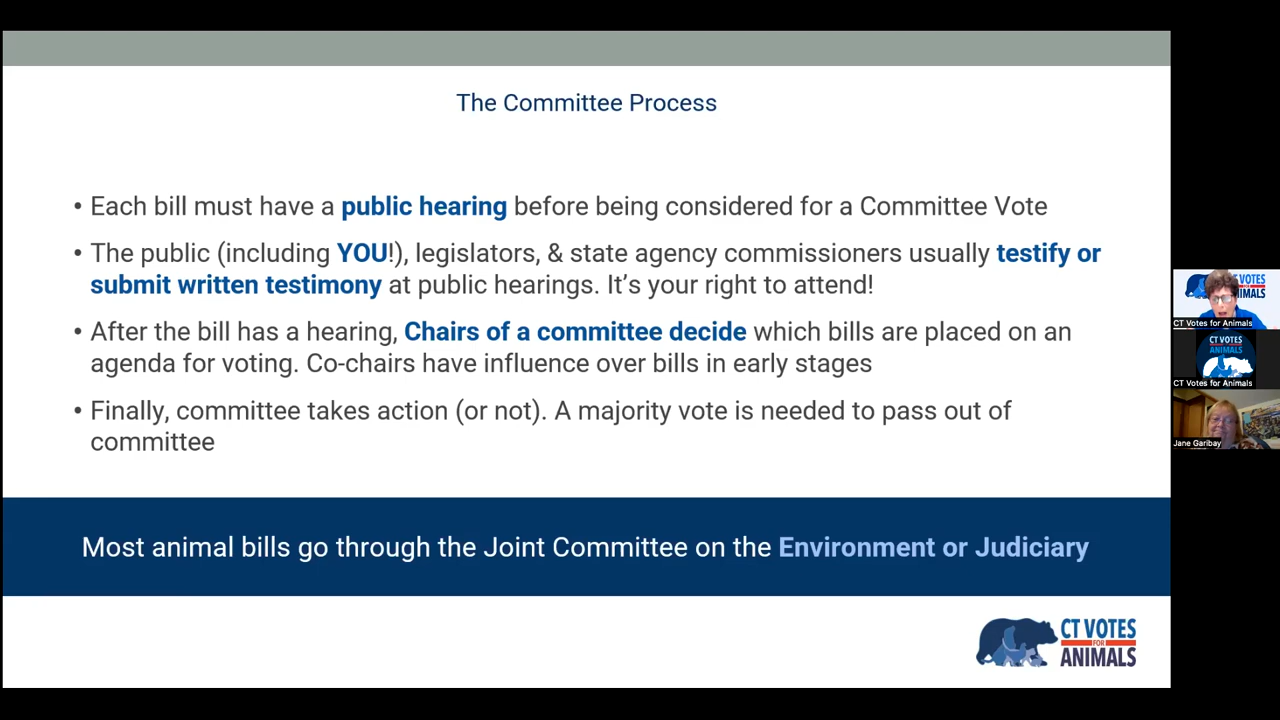 The Committee Process
• Each bill must have a public hearing before being considered for a Committee Vote
• The public (including YOU!), legislators, & state agency commissioners usually testify or
submit written testimony at public hearings. It’s your right to attend!
• After the bill has a hearing, Chairs of a committee decide which bills are placed on an
agenda for voting. Co-chairs have influence over bills in early stages
• Finally, committee takes action (or not). A majority vote is needed to pass out of
committee
Most animal bills go through the Joint Committee on the Environment or Judiciary
CT VOTES
FOR
ANIMALS
VOTES
ANIMALS
CT Votes for Animals
CT VOTES
ANIMALS
CT Votes for Animals
Jane Garibay